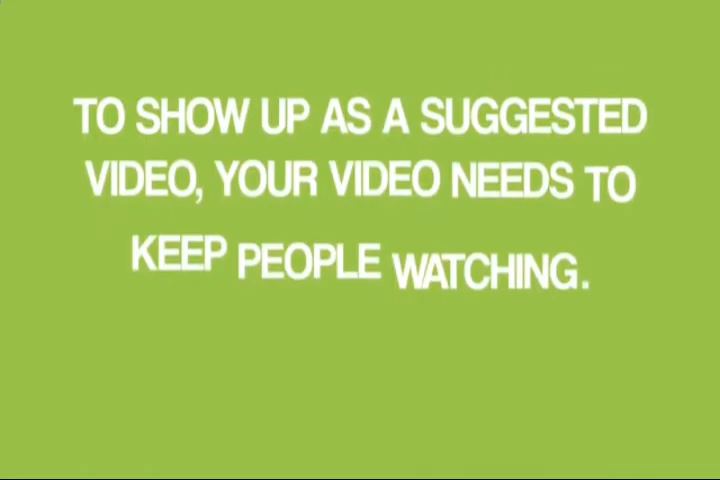 TO SHOW UP AS A SUGGESTED
VIDEO, YOUR VIDEO NEEDS TO
KEEP PEOPLE WATCHING.